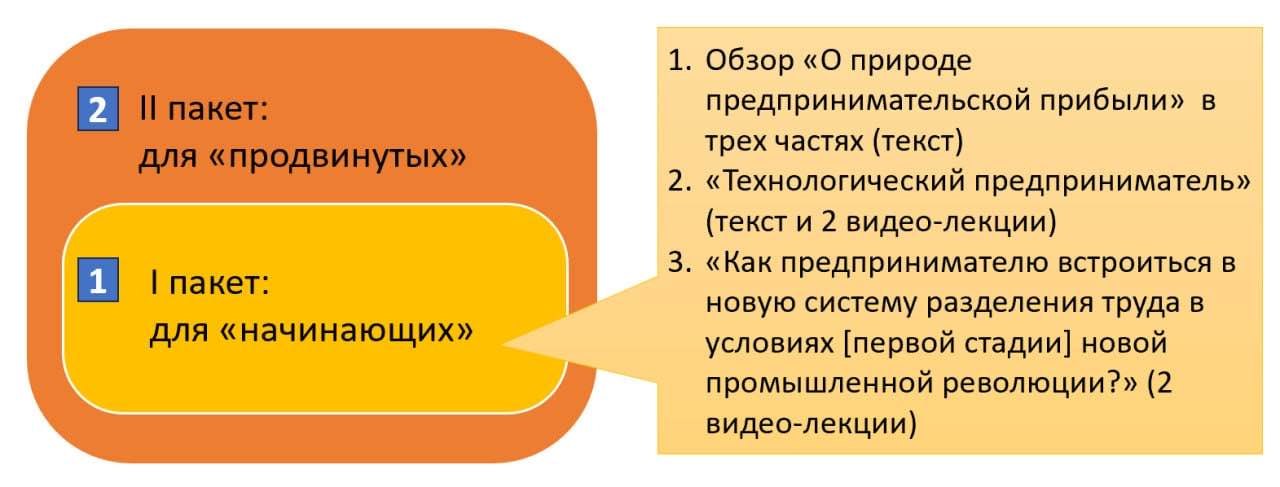 2
II пакет:
для «продвинутых»
1
I пакет:
для «начинающих»
1. Обзор «О природе
предпринимательской прибыли»  в
трех частях (текст)
2. «Технологический предприниматель»
(текст и 2 видео-лекции)
3. «Как предпринимателю встроиться в
новую систему разделения труда в
условиях [первой стадии] новой
промышленной революции?» (2
видео-лекции)